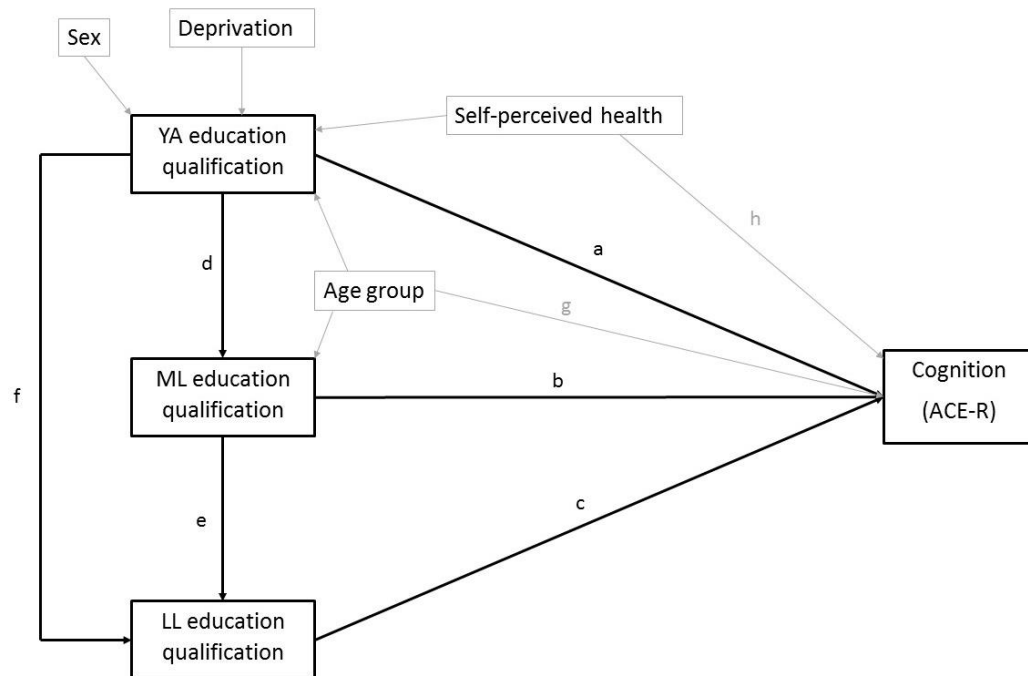 Sex
Deprivation
Self-perceived health
YA education
qualification
h
a
d
Age group
g
ML education
qualification
b
Cognition
(ACE-R)
f
c
e
LL education
qualification